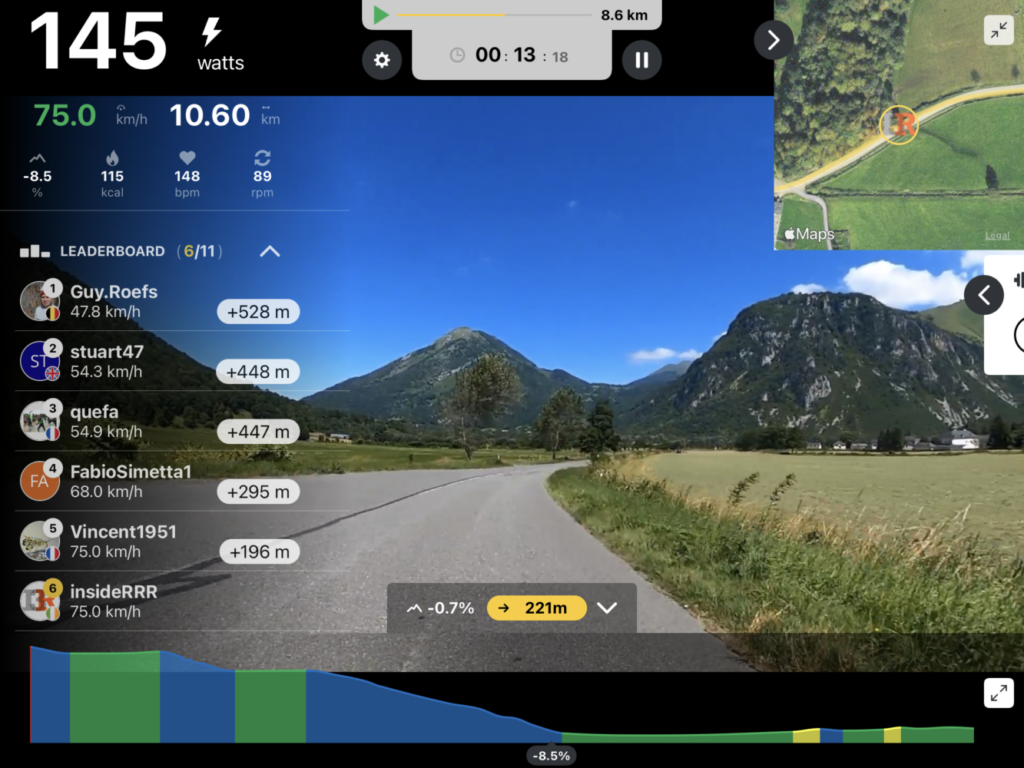 145
watts
8.6 km
00: 13 : 18
75.0 km/h 10.60 km
-8.5 115 148 89
% kcal bpm rpm
LEADERBOARD (6/11)
1 Guy.Roefs
47.8 km/h
+528 m
ST 2 stuart47
54.3 km/h
+448 m
3 quefa
54.9 km/h
+447 m
FA 4 FabioSimetta1
68.0 km/h
+295 m
5 Vincent1951
75.0 km/h
+196 m
6 insideRRR
75.0 km/h
Maps
Legal
-0.7% → 221m
-8.5%